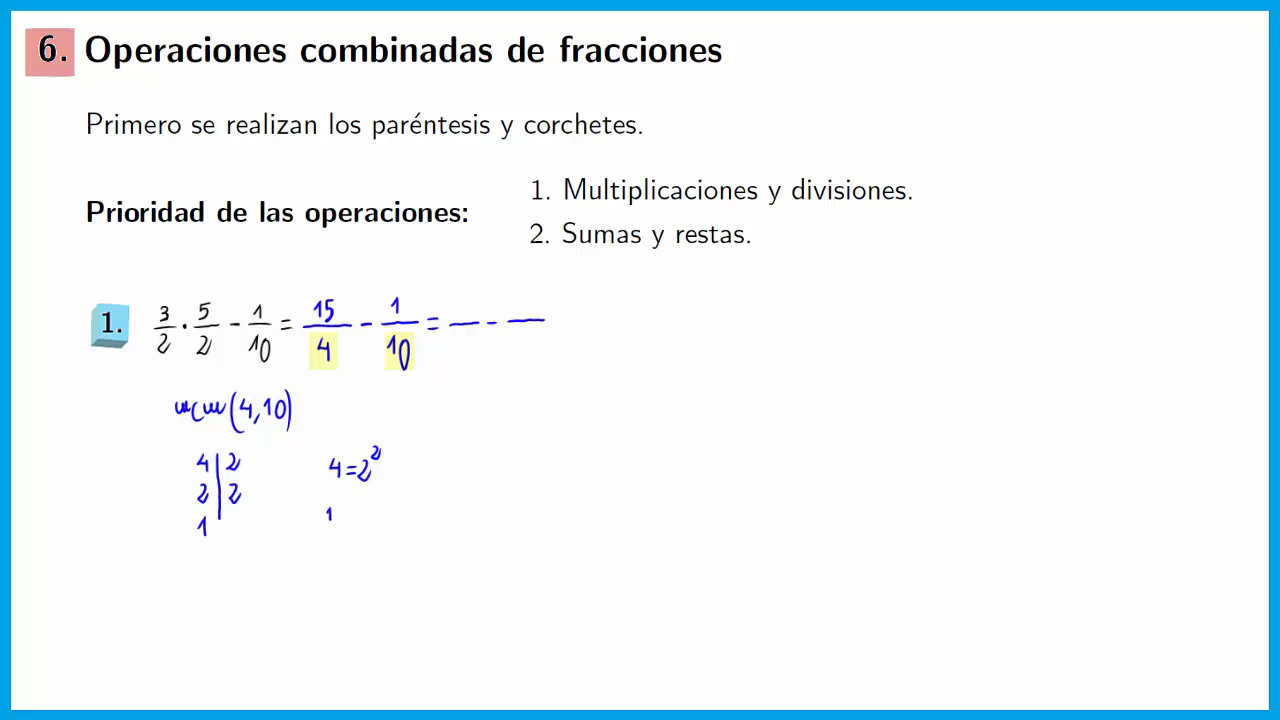 6. Operaciones combinadas de fracciones
Primero se realizan los paréntesis y corchetes.
Prioridad de las operaciones:
1. Multiplicaciones y divisiones.
2. Sumas y restas.
1. 3/2 · 5/2 - 1/10 = 15/4 - 1/10 = — - —
mcm(4,10)
4 | 2
2 | 2
1
4=2²
1